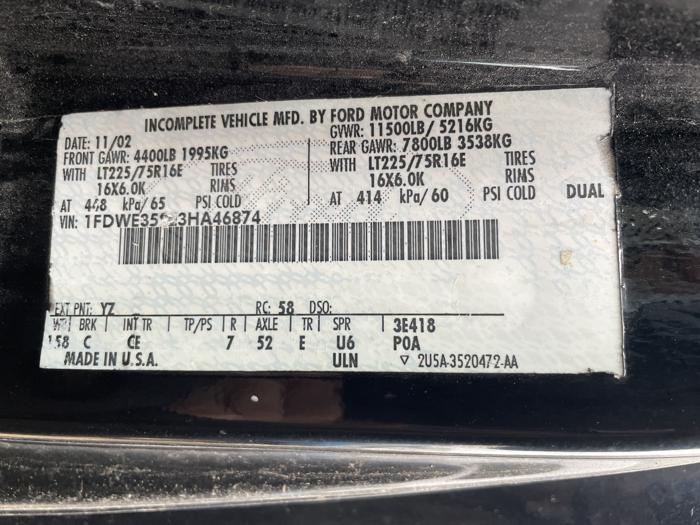 INCOMPLETE VEHICLE MFD. BY FORD MOTOR COMPANY
DATE: 11/02 GVWR: 11500LB/ 5216KG
FRONT GAWR: 4400LB 1995KG REAR GAWR: 7800LB 3538KG
WITH LT225/75R16E TIRES WITH LT225/75R16E TIRES
16X6.0K RIMS 16X6.0K RIMS
AT 448 kPa/65 PSI COLD AT 414 kPa/60 PSI COLD DUAL
VIN:
EXT PNT: YZ RC: 58 DSO:
WB BRK INT TR TP/PS R AXLE TR SPR 3E418
158 C CE 7 52 E U6 POA
MADE IN U.S.A. ULN ▽ 2U5A-3520472-AA